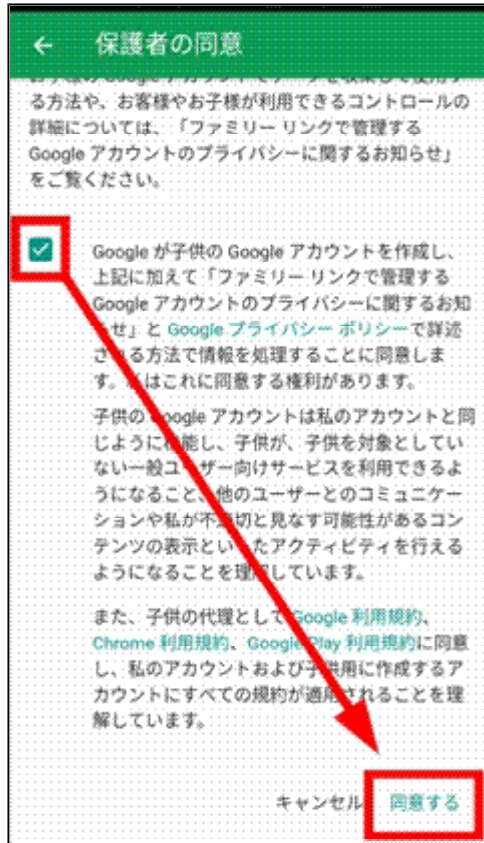 保護者の同意
る方法や、お客様やお子様が利用できるコントロールの
詳細については、「ファミリー リンクで管理する
Google アカウントのプライバシーに関するお知らせ」
をご覧ください。
Google が子供の Google アカウントを作成し、
上記に加えて「ファミリー リンクで管理する
Google アカウントのプライバシーに関するお知
らせ」と Google プライバシー ポリシーで詳述
される方法で情報を処理することに同意しま
す。私はこれに同意する権利があります。
子供の Google アカウントは私のアカウントと同
じように機能し、子供が、子供を対象としてい
ない一般ユーザー向けサービスを利用できるよ
うになること、他のユーザーとのコミュニケー
ションや私が不適切と見なす可能性があるコン
テンツの表示といったアクティビティを行える
ようになることを理解しています。
また、子供の代理として Google 利用規約、
Chrome 利用規約、Google Play 利用規約に同意
し、私のアカウントおよび子供用に作成するア
カウントにすべての規約が適用されることを理
解しています。
キャンセル 同意する